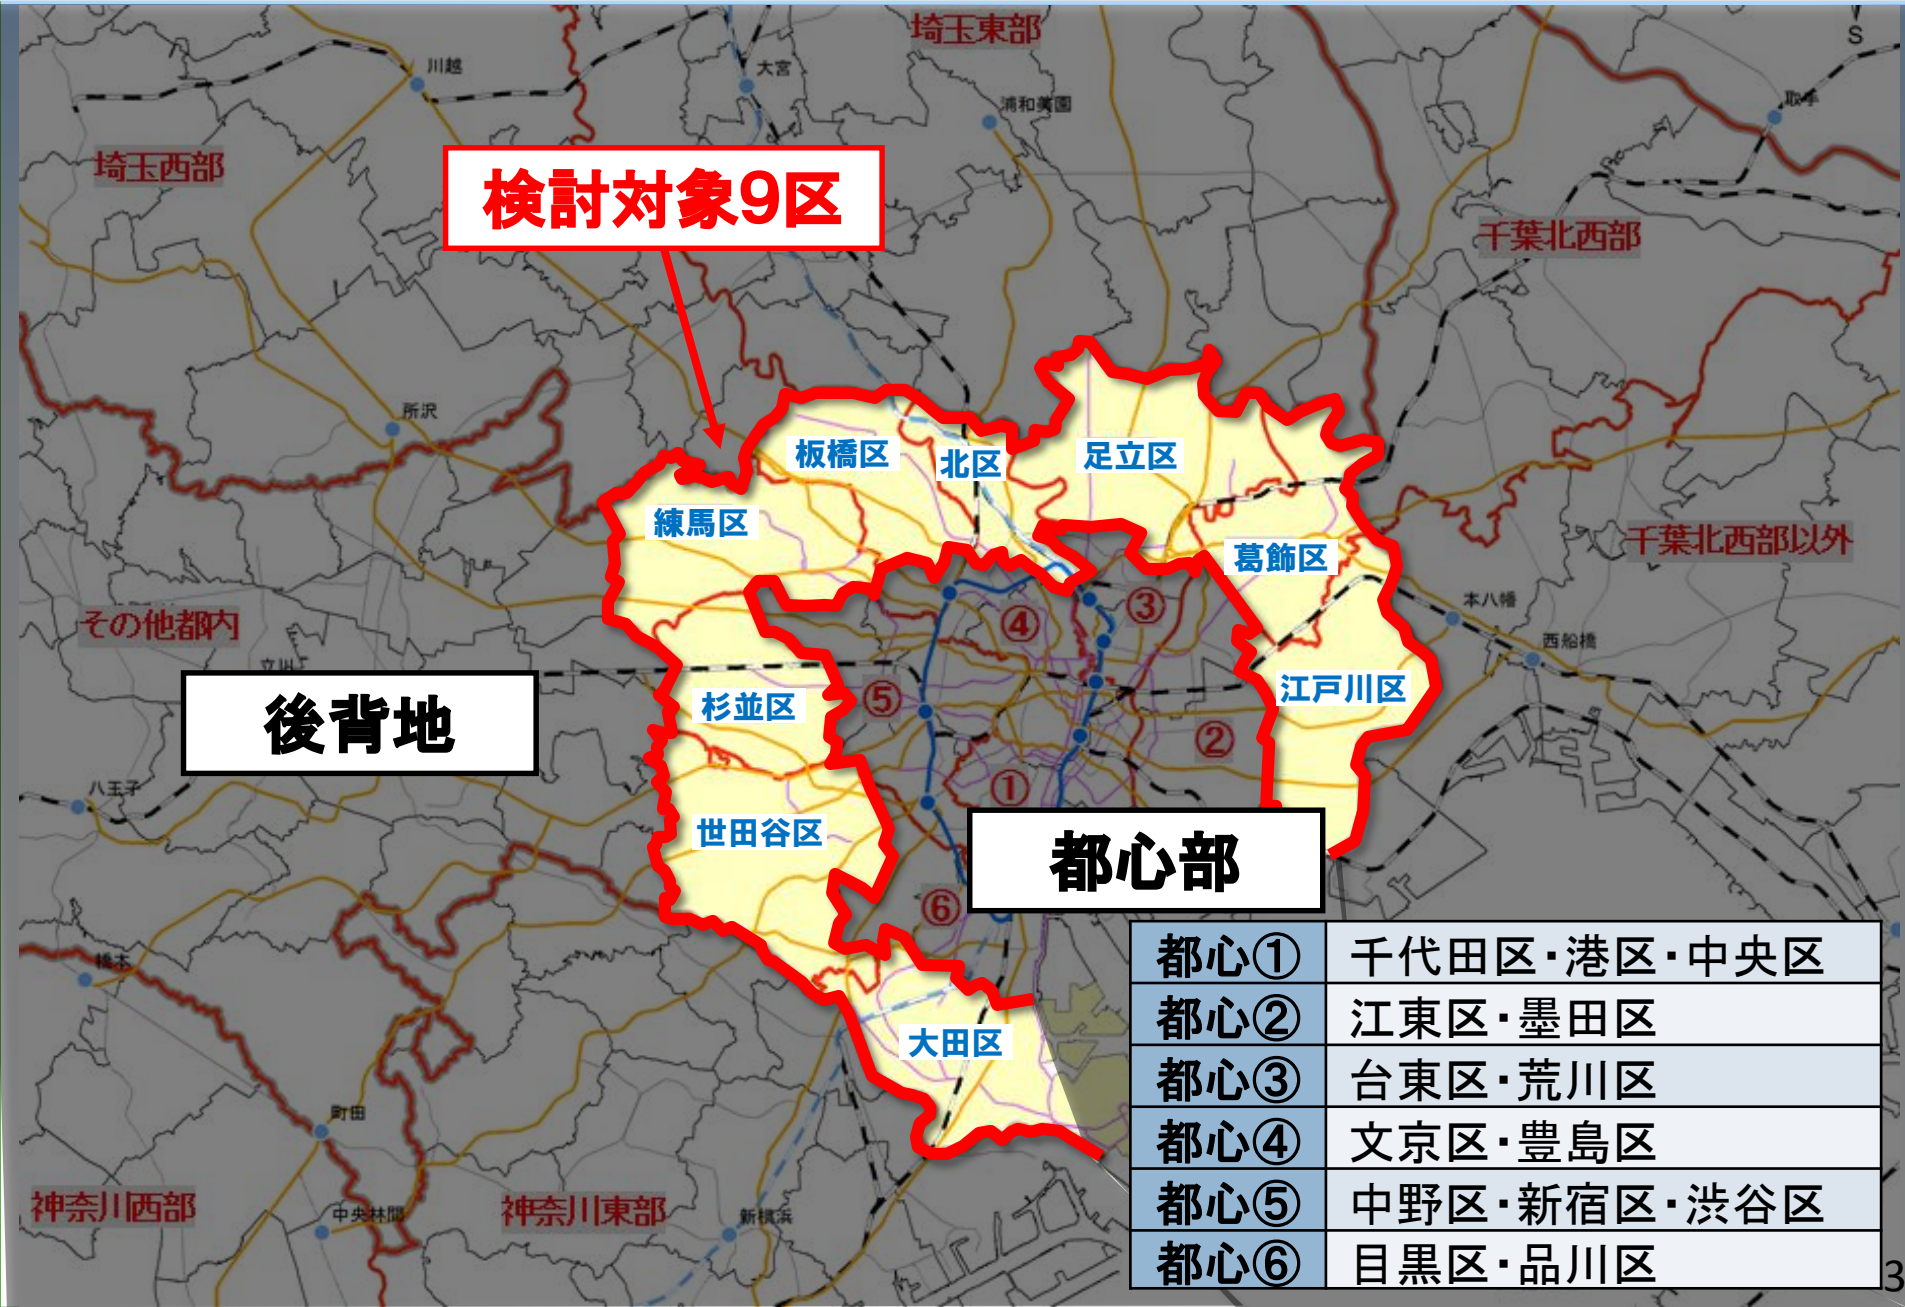 埼玉東部
S
川越
大宮
浦和美園
取手
埼玉西部
検討対象9区
千葉北西部
所沢
板橋区
北区
足立区
練馬区
千葉北西部以外
葛飾区
本八幡
その他都内
④
③
西船橋
立川
後背地
杉並区
⑤
江戸川区
②
八王子
①
世田谷区
都心部
⑥
橋本
大田区
町田
神奈川西部
中央林間
神奈川東部
新横浜
都心① 千代田区・港区・中央区
都心② 江東区・墨田区
都心③ 台東区・荒川区
都心④ 文京区・豊島区
都心⑤ 中野区・新宿区・渋谷区
都心⑥ 目黒区・品川区
3